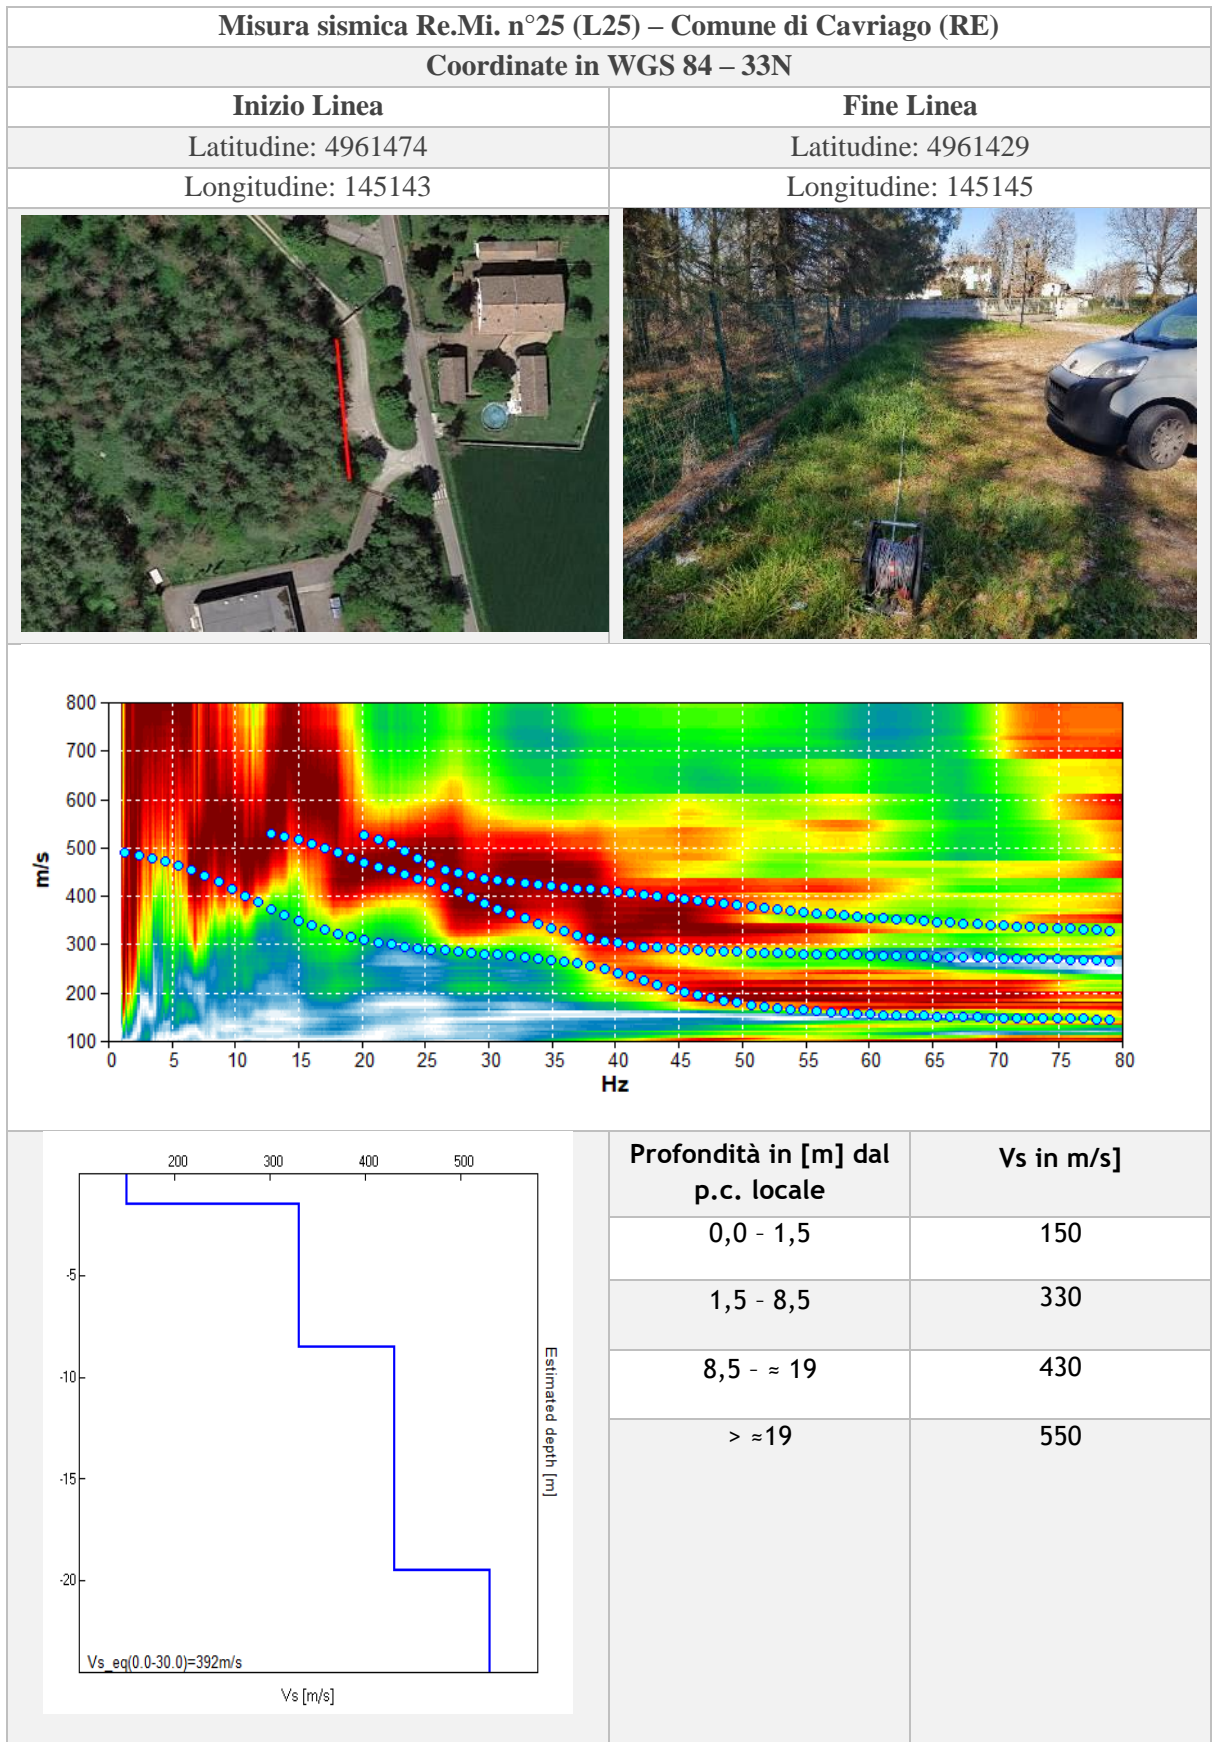 Misura sismica Re.Mi. n°25 (L25) – Comune di Cavriago (RE)
Coordinate in WGS 84 – 33N
Inizio Linea
Fine Linea
Latitudine: 4961474
Latitudine: 4961429
Longitudine: 145143
Longitudine: 145145
800
700
600
500
400
300
200
100
m/s
0 5 10 15 20 25 30 35 40 45 50 55 60 65 70 75 80
Hz
200 300 400 500
-5
-10
-15
-20
Estimated depth [m]
Vs_eq(0.0-30.0)=392m/s
Vs [m/s]
Profondità in [m] dal
p.c. locale
Vs in m/s]
0,0 – 1,5
150
1,5 – 8,5
330
8,5 – ≈ 19
430
> ≈19
550